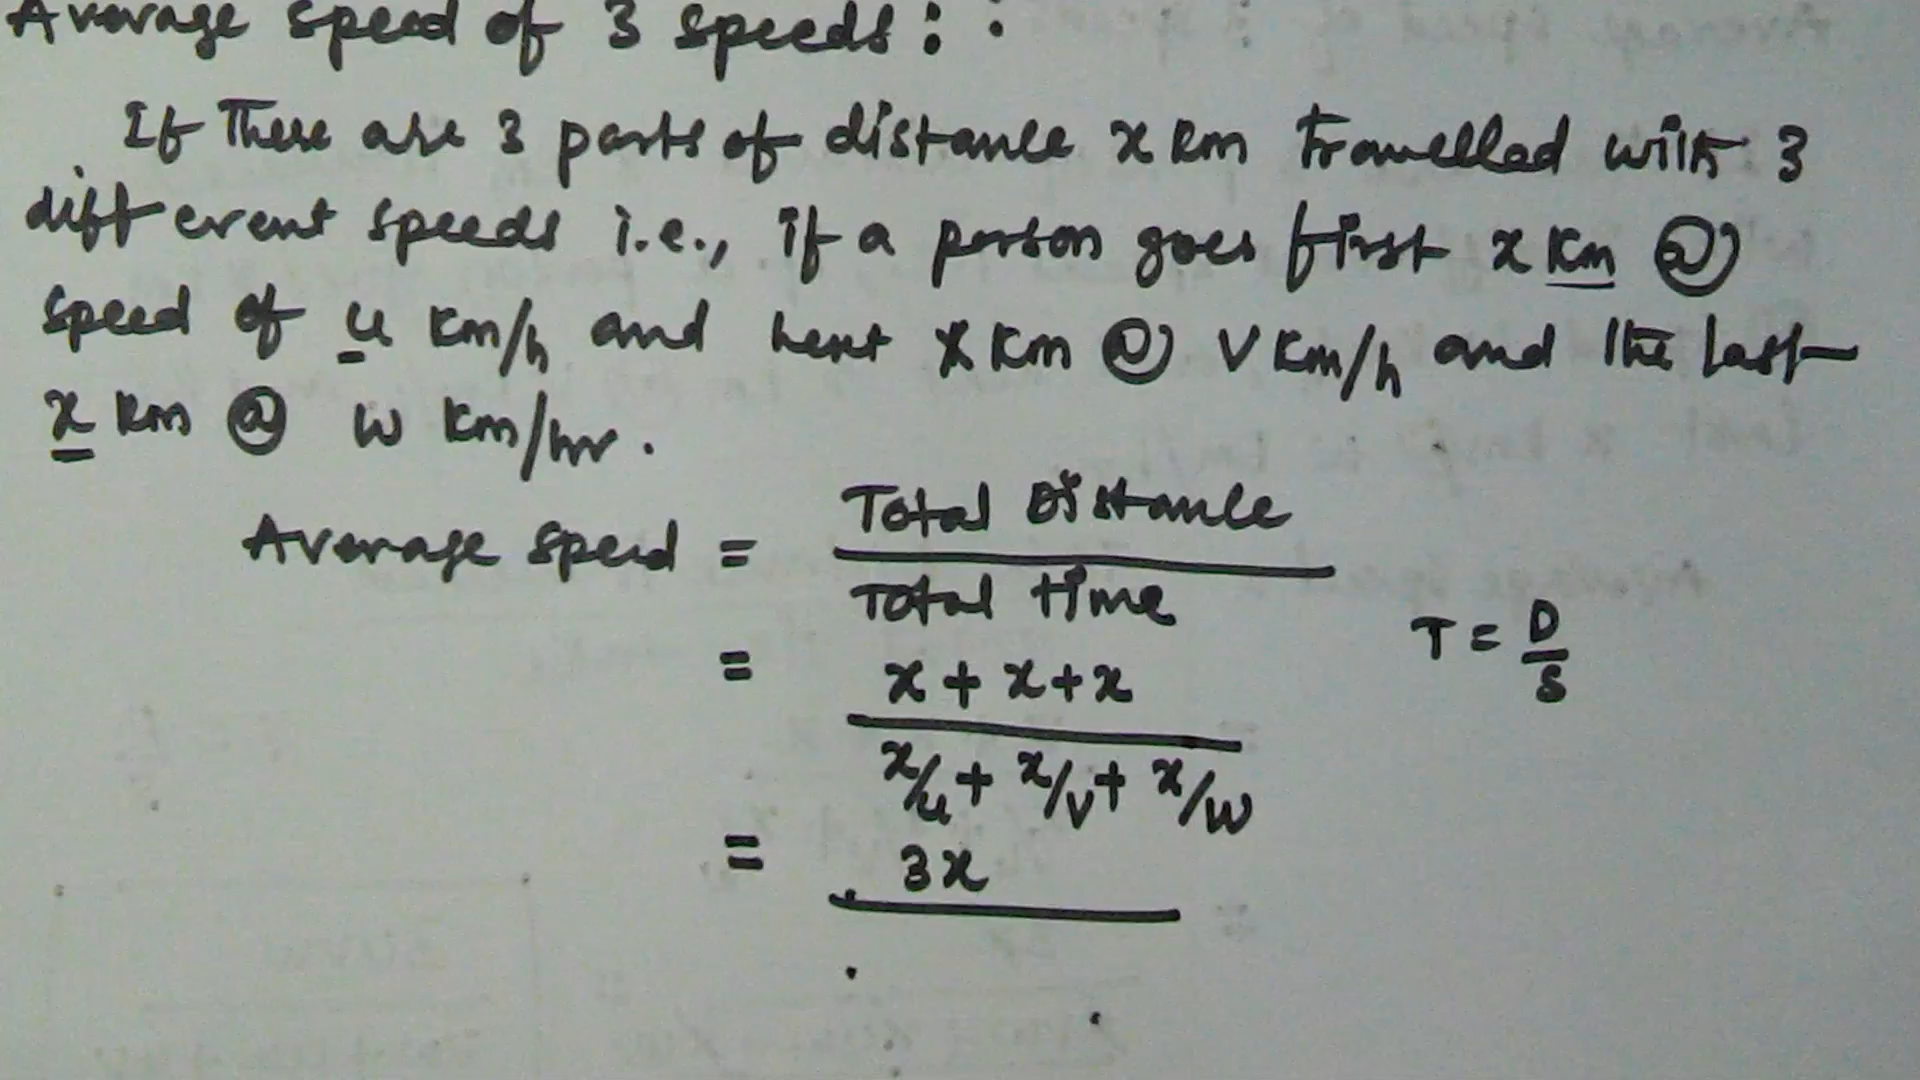 Average speed of 3 speeds:
If There are 3 parts of distance x km Travelled with 3
different speeds i.e., if a person goes first x km @
speed of u km/h and next x km @ v km/h and the last
x km @ w km/hr.
Average speed = Total Distance
Total time
T = D/S
= x + x + x
x/u + x/v + x/w
= 3x